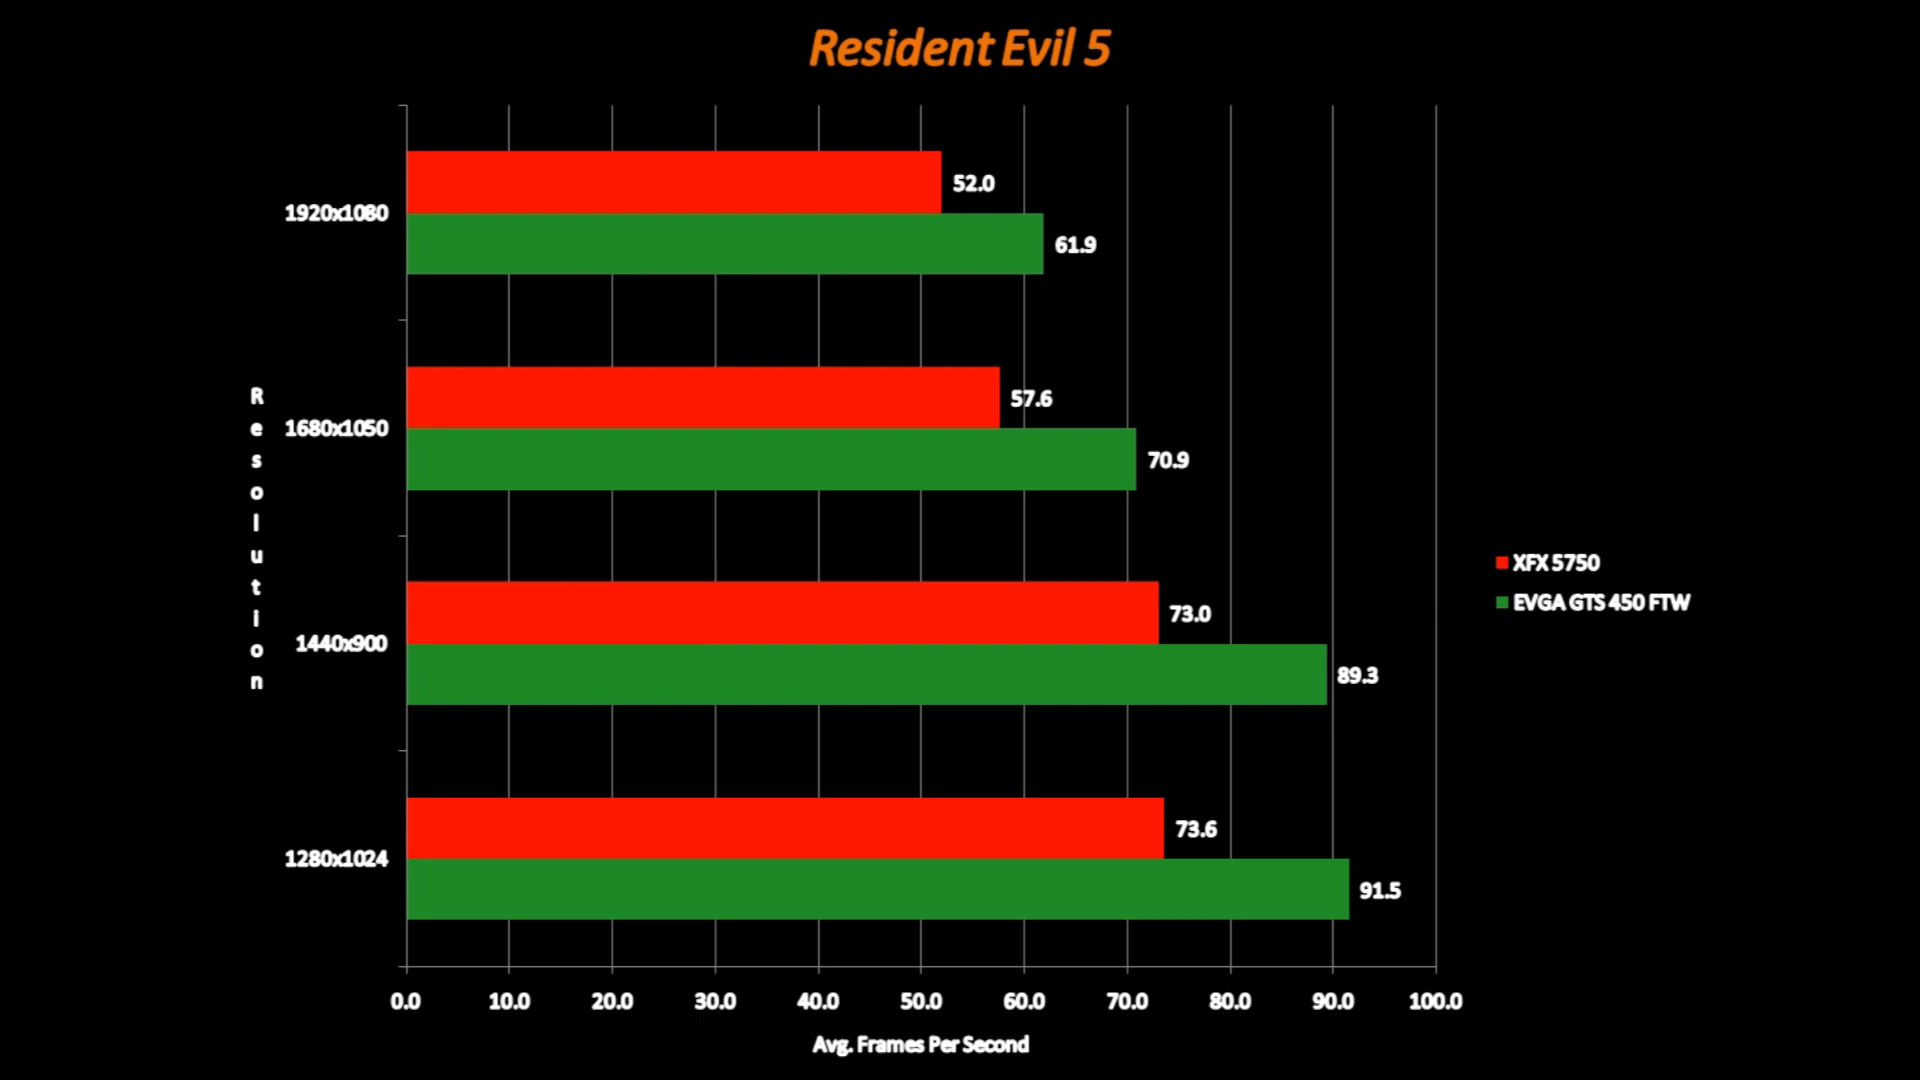 Resident Evil 5
52.0
1920x1080
61.9
57.6
1680x1050
70.9
Resolution
XFX 5750
EVGA GTS 450 FTW
73.0
1440x900
89.3
73.6
1280x1024
91.5
0.0 10.0 20.0 30.0 40.0 50.0 60.0 70.0 80.0 90.0 100.0
Avg. Frames Per Second